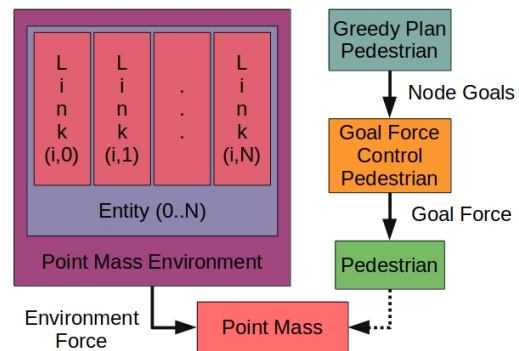 L
i
n
k
(i,0)
L
i
n
k
(i,1)
.
.
.
L
i
n
k
(i,N)
Entity (0..N)
Point Mass Environment
Environment
Force
Greedy Plan
Pedestrian
Node Goals
Goal Force
Control
Pedestrian
Goal Force
Pedestrian
Point Mass